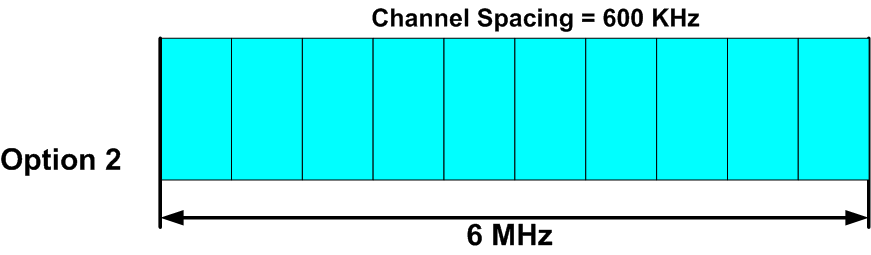 Channel Spacing = 600 KHz
Option 2
6 MHz